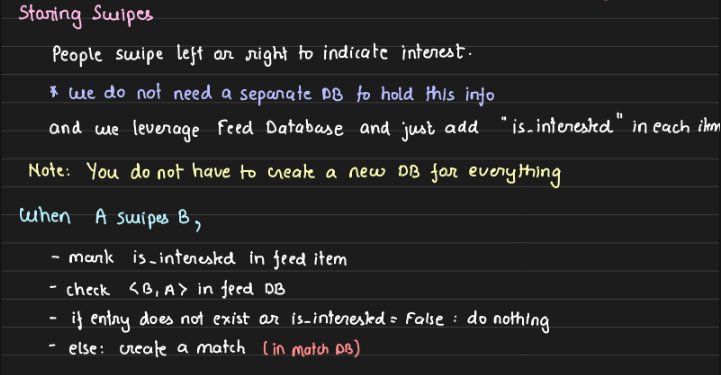 Storing Swipes
People swipe left or right to indicate interest.
* we do not need a separate DB to hold this info
and we leverage Feed Database and just add "is_interested" in each item
Note: You do not have to create a new DB for everything
When A swipes B,
- mark is_interested in feed item
- check <B, A> in feed DB
- if entry does not exist or is_interested = False : do nothing
- else: create a match (in match DB)